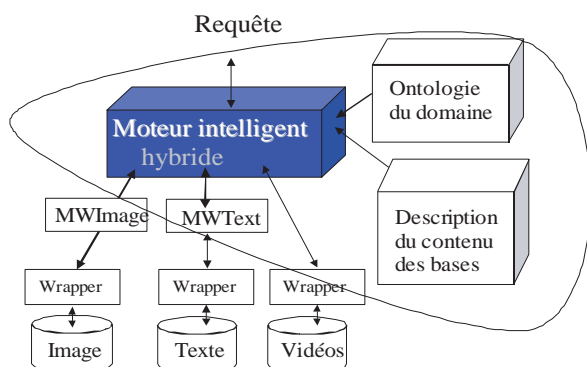 Requête
Ontologie
du domaine
Moteur intelligent
hybride
MWImage
MWText
Description
du contenu
des bases
Wrapper
Wrapper
Wrapper
Image
Texte
Vidéos